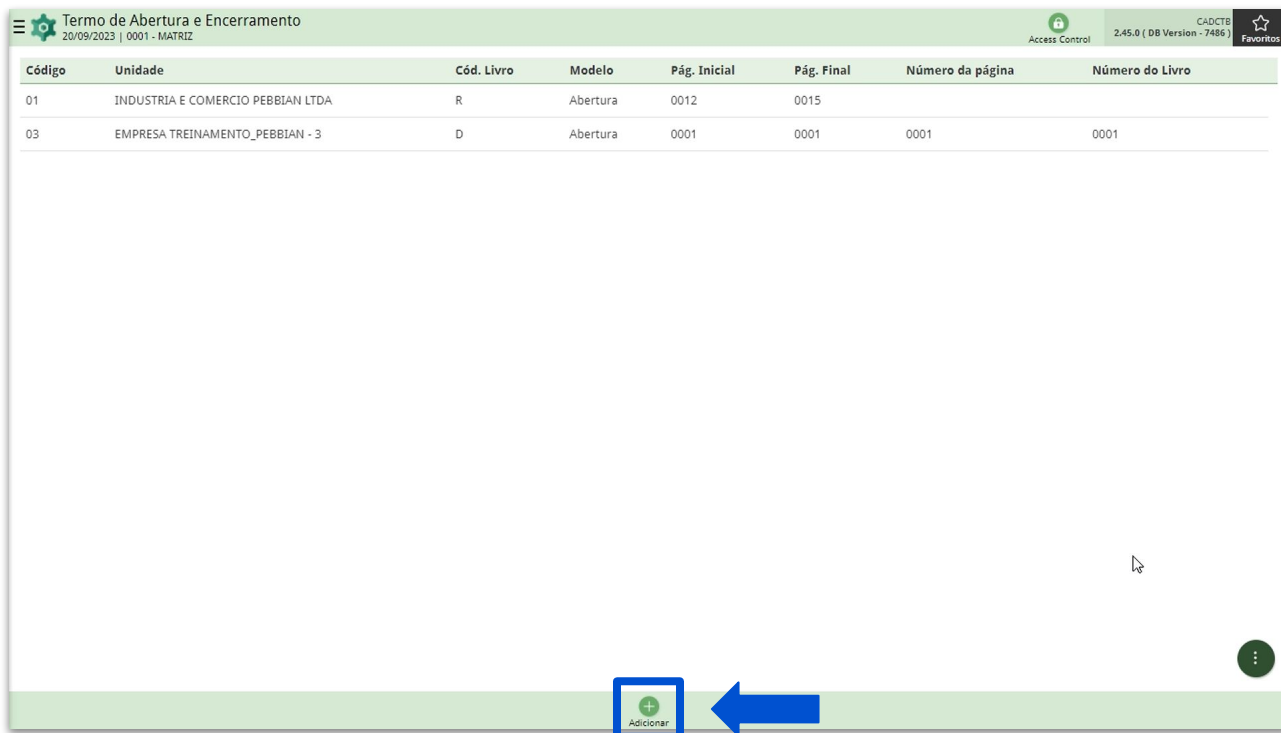 Termo de Abertura e Encerramento
20/09/2023 | 0001 - MATRIZ
Access Control
CADCTB
2.45.0 ( DB Version - 7486 )
Favoritos
Código Unidade Cód. Livro Modelo Pág. Inicial Pág. Final Número da página Número do Livro
01 INDUSTRIA E COMERCIO PEBBIAN LTDA R Abertura 0012 0015
03 EMPRESA TREINAMENTO_PEBBIAN - 3 D Abertura 0001 0001 0001 0001
Adicionar